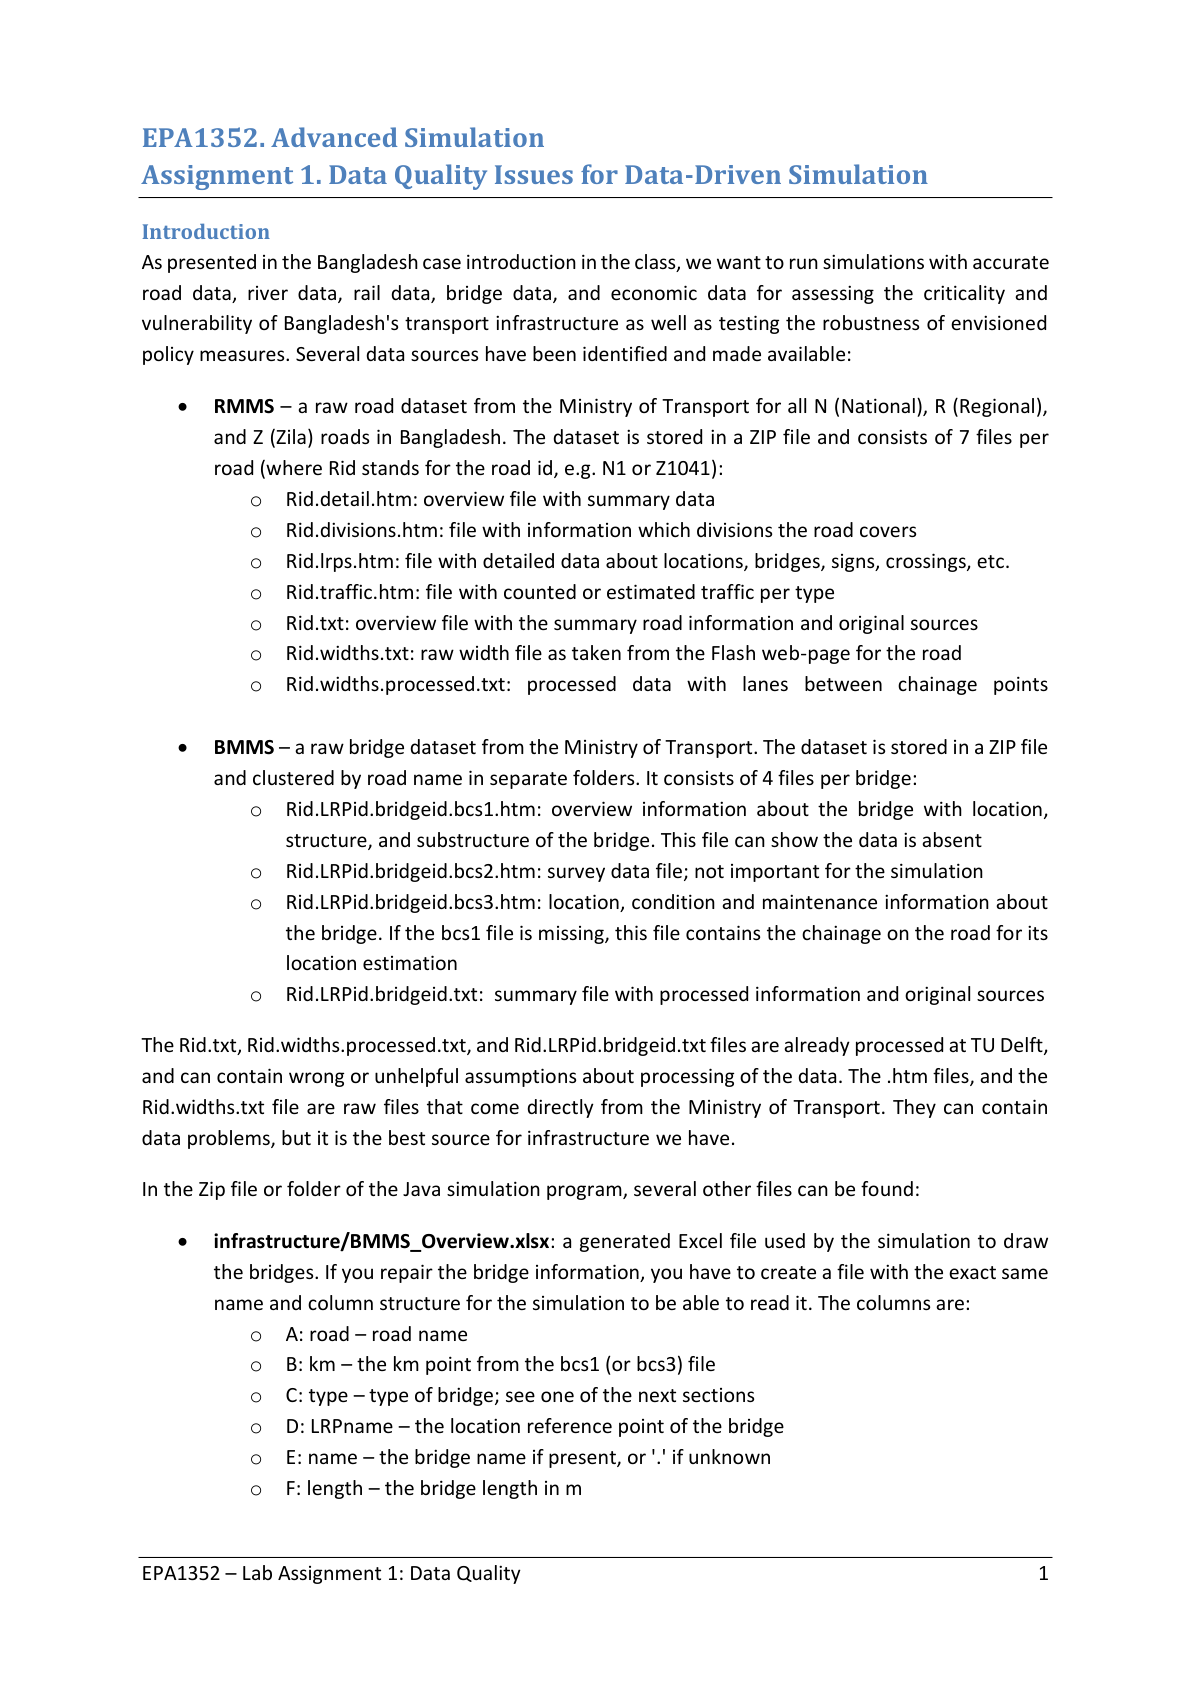 EPA1352. Advanced Simulation
Assignment 1. Data Quality Issues for Data-Driven Simulation
Introduction
As presented in the Bangladesh case introduction in the class, we want to run simulations with accurate
road data, river data, rail data, bridge data, and economic data for assessing the criticality and
vulnerability of Bangladesh's transport infrastructure as well as testing the robustness of envisioned
policy measures. Several data sources have been identified and made available:
• RMMS – a raw road dataset from the Ministry of Transport for all N (National), R (Regional),
and Z (Zila) roads in Bangladesh. The dataset is stored in a ZIP file and consists of 7 files per
road (where Rid stands for the road id, e.g. N1 or Z1041):
o Rid.detail.htm: overview file with summary data
o Rid.divisions.htm: file with information which divisions the road covers
o Rid.lrps.htm: file with detailed data about locations, bridges, signs, crossings, etc.
o Rid.traffic.htm: file with counted or estimated traffic per type
o Rid.txt: overview file with the summary road information and original sources
o Rid.widths.txt: raw width file as taken from the Flash web-page for the road
o Rid.widths.processed.txt: processed data with lanes between chainage points
• BMMS – a raw bridge dataset from the Ministry of Transport. The dataset is stored in a ZIP file
and clustered by road name in separate folders. It consists of 4 files per bridge:
o Rid.LRPid.bridgeid.bcs1.htm: overview information about the bridge with location,
structure, and substructure of the bridge. This file can show the data is absent
o Rid.LRPid.bridgeid.bcs2.htm: survey data file; not important for the simulation
o Rid.LRPid.bridgeid.bcs3.htm: location, condition and maintenance information about
the bridge. If the bcs1 file is missing, this file contains the chainage on the road for its
location estimation
o Rid.LRPid.bridgeid.txt: summary file with processed information and original sources
The Rid.txt, Rid.widths.processed.txt, and Rid.LRPid.bridgeid.txt files are already processed at TU Delft,
and can contain wrong or unhelpful assumptions about processing of the data. The .htm files, and the
Rid.widths.txt file are raw files that come directly from the Ministry of Transport. They can contain
data problems, but it is the best source for infrastructure we have.
In the Zip file or folder of the Java simulation program, several other files can be found:
• infrastructure/BMMS_Overview.xlsx: a generated Excel file used by the simulation to draw
the bridges. If you repair the bridge information, you have to create a file with the exact same
name and column structure for the simulation to be able to read it. The columns are:
o A: road – road name
o B: km – the km point from the bcs1 (or bcs3) file
o C: type – type of bridge; see one of the next sections
o D: LRPname – the location reference point of the bridge
o E: name – the bridge name if present, or '.' if unknown
o F: length – the bridge length in m
EPA1352 – Lab Assignment 1: Data Quality 1